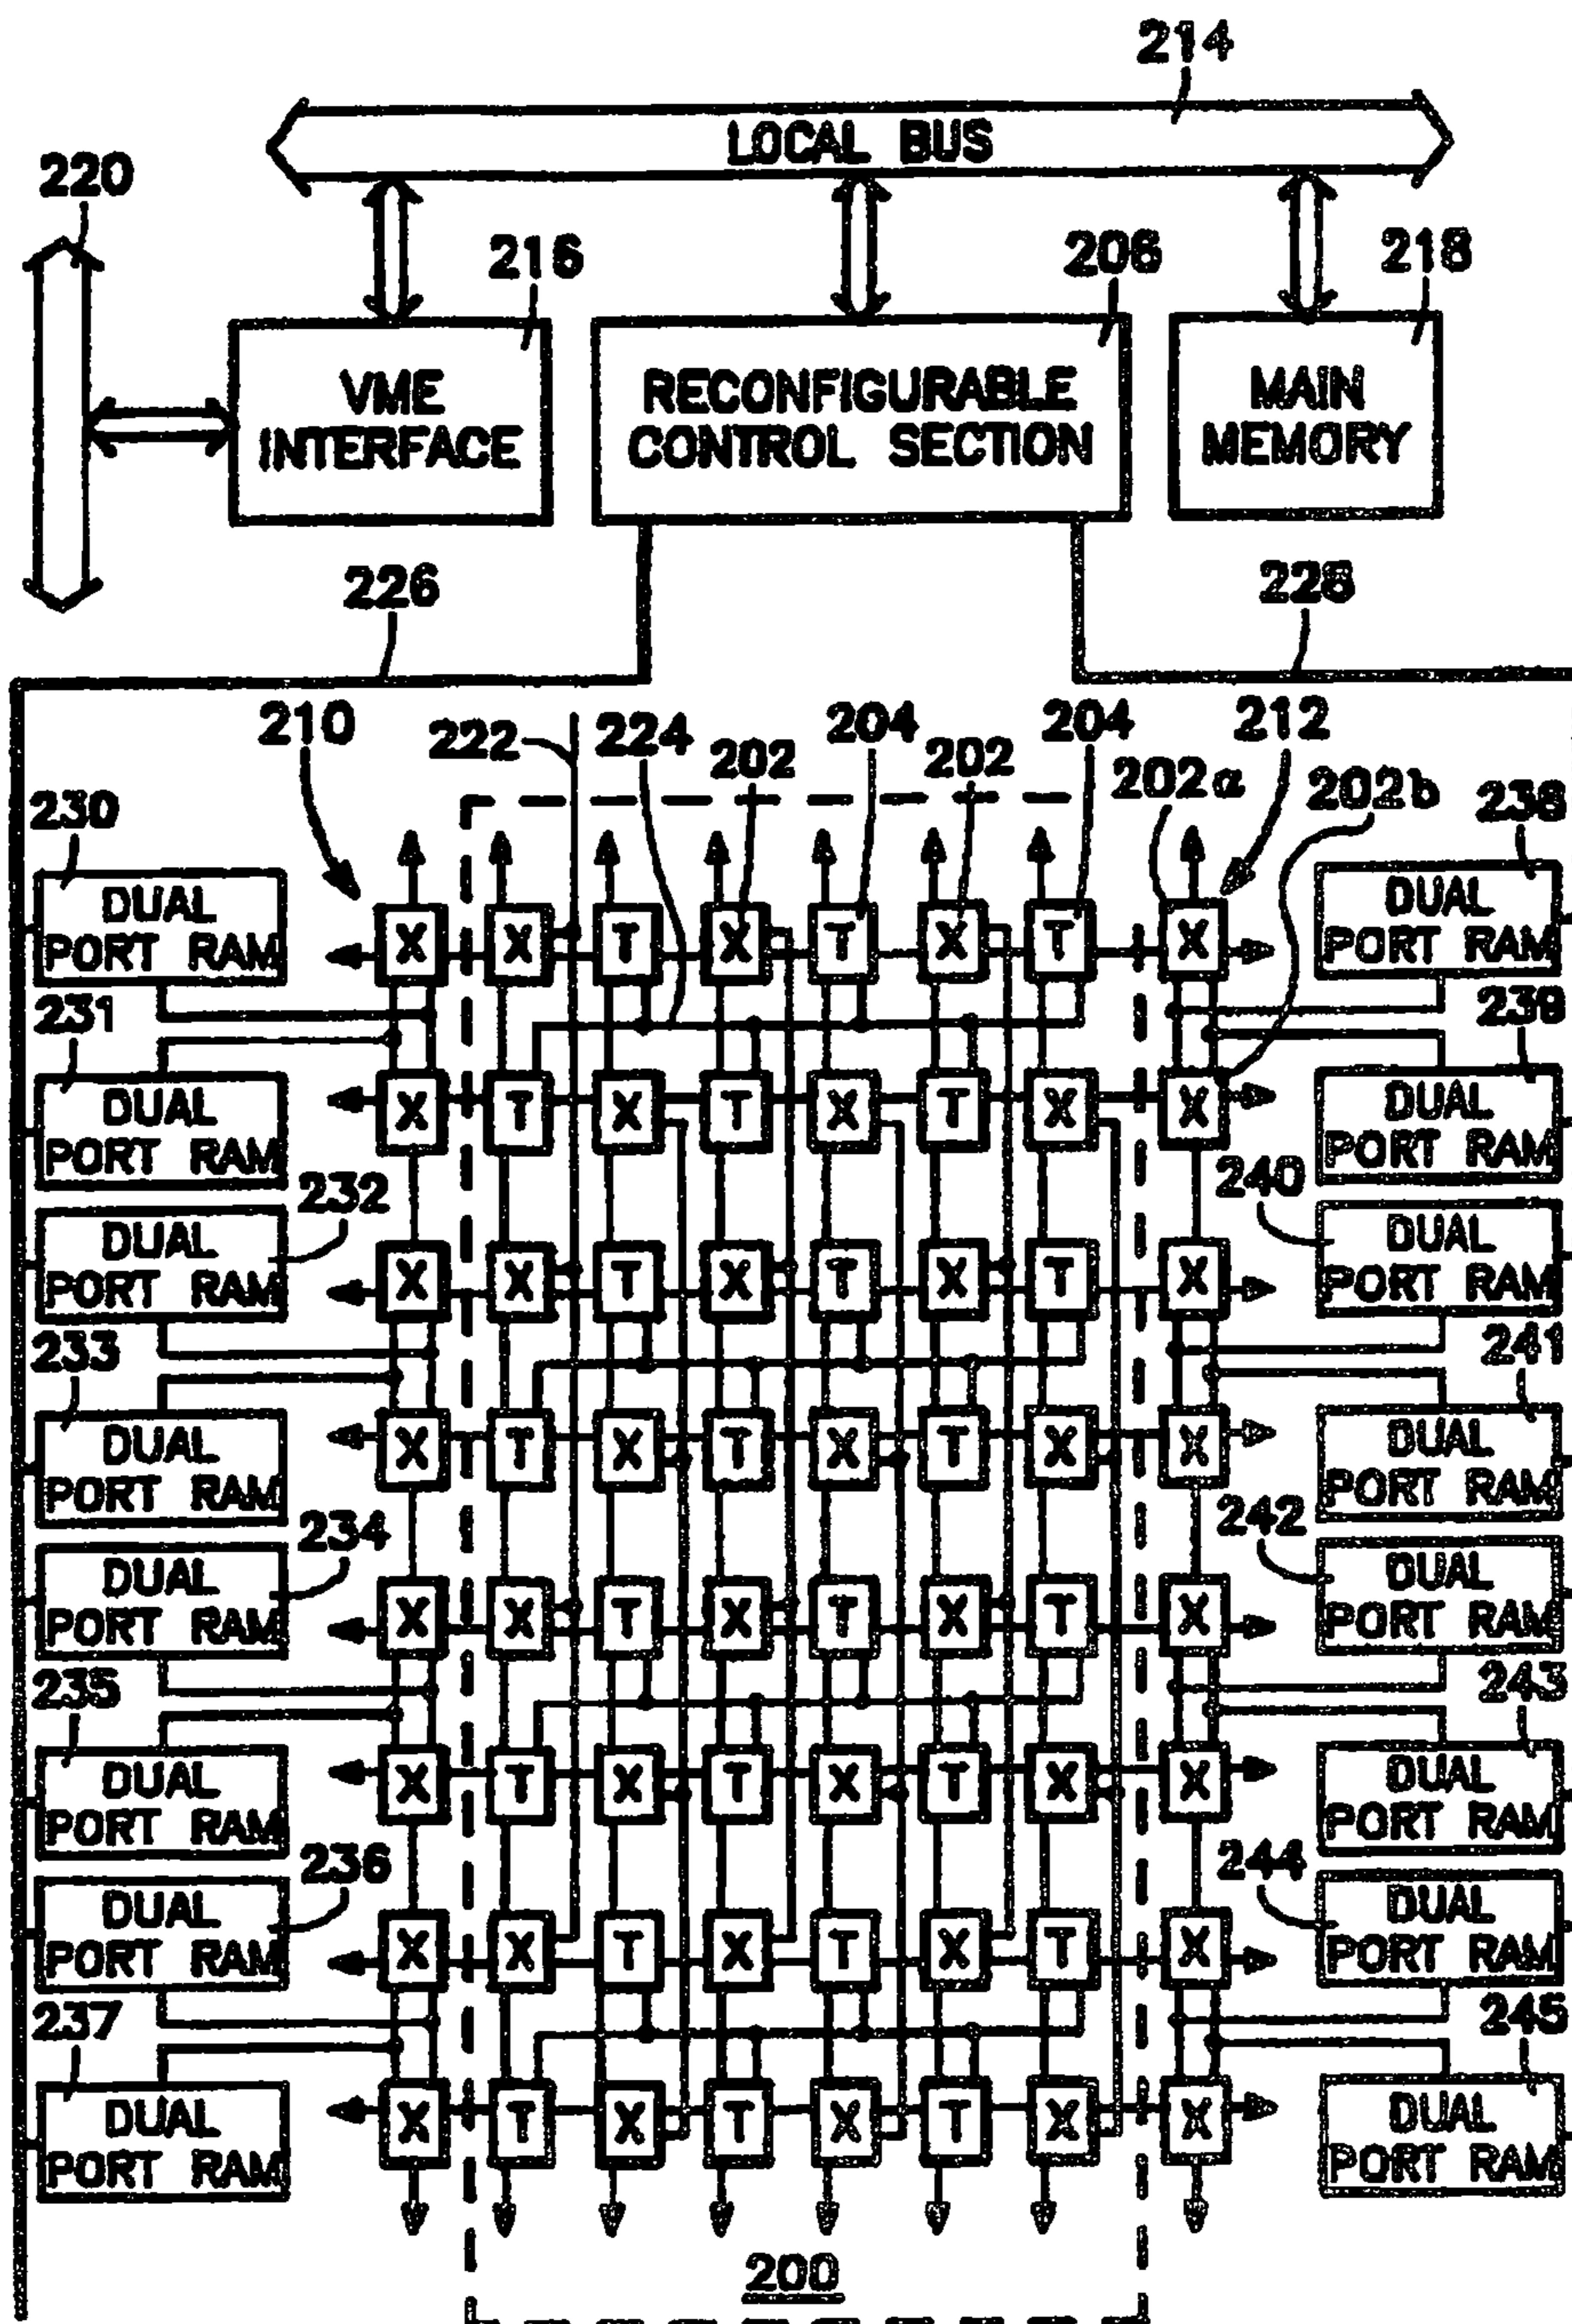 214
LOCAL BUS
220
216
206
218
VME
INTERFACE
RECONFIGURABLE
CONTROL SECTION
MAIN
MEMORY
226
228
210
222
224
202
204
202
204
212
202a
202b
230
238
DUAL
PORT RAM
X X T X T X T X
DUAL
PORT RAM
231
239
DUAL
PORT RAM
X T X T X T X X
DUAL
PORT RAM
232
240
DUAL
PORT RAM
X X T X T X T X
DUAL
PORT RAM
233
241
DUAL
PORT RAM
X T X T X T X X
DUAL
PORT RAM
234
242
DUAL
PORT RAM
X X T X T X T X
DUAL
PORT RAM
235
243
DUAL
PORT RAM
X T X T X T X X
DUAL
PORT RAM
236
244
DUAL
PORT RAM
X X T X T X T X
DUAL
PORT RAM
237
245
DUAL
PORT RAM
X T X T X T X X
DUAL
PORT RAM
200